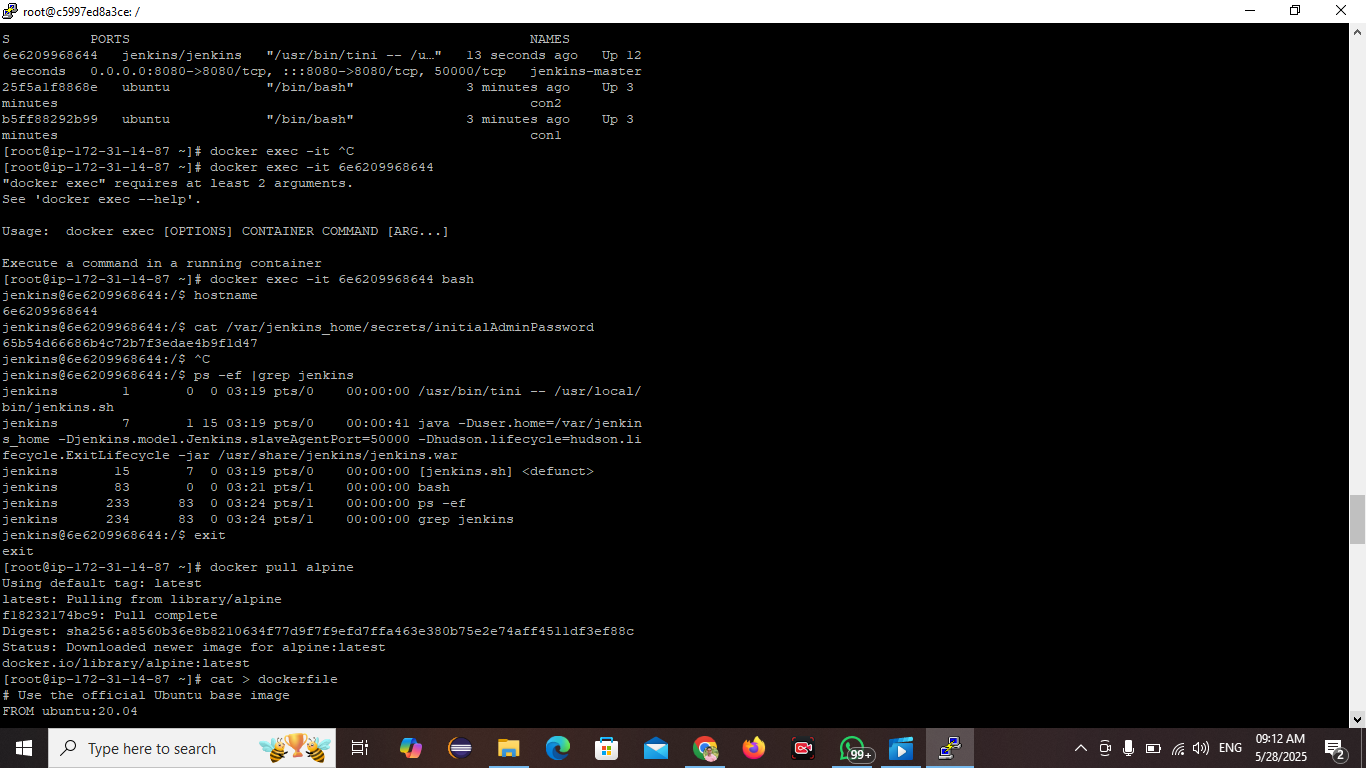 root@c5997ed8a3ce: /
S          PORTS                                                  NAMES
6e6209968644   jenkins/jenkins   "/usr/bin/tini -- /u…"   13 seconds ago   Up 12
 seconds   0.0.0.0:8080->8080/tcp, :::8080->8080/tcp, 50000/tcp   jenkins-master
25f5a1f8868e   ubuntu            "/bin/bash"              3 minutes ago    Up 3
minutes                                                           con2
b5ff88292b99   ubuntu            "/bin/bash"              3 minutes ago    Up 3
minutes                                                           con1
[root@ip-172-31-14-87 ~]# docker exec -it ^C
[root@ip-172-31-14-87 ~]# docker exec -it 6e6209968644
"docker exec" requires at least 2 arguments.
See 'docker exec --help'.
Usage:  docker exec [OPTIONS] CONTAINER COMMAND [ARG...]
Execute a command in a running container
[root@ip-172-31-14-87 ~]# docker exec -it 6e6209968644 bash
jenkins@6e6209968644:/$ hostname
6e6209968644
jenkins@6e6209968644:/$ cat /var/jenkins_home/secrets/initialAdminPassword
65b54d66686b4c72b7f3edae4b9f1d47
jenkins@6e6209968644:/$ ^C
jenkins@6e6209968644:/$ ps -ef |grep jenkins
jenkins        1       0  0 03:19 pts/0    00:00:00 /usr/bin/tini -- /usr/local/
bin/jenkins.sh
jenkins        7       1 15 03:19 pts/0    00:00:41 java -Duser.home=/var/jenkin
s_home -Djenkins.model.Jenkins.slaveAgentPort=50000 -Dhudson.lifecycle=hudson.li
fecycle.ExitLifecycle -jar /usr/share/jenkins/jenkins.war
jenkins       15       7  0 03:19 pts/0    00:00:00 [jenkins.sh] <defunct>
jenkins       83       0  0 03:21 pts/1    00:00:00 bash
jenkins      233      83  0 03:24 pts/1    00:00:00 ps -ef
jenkins      234      83  0 03:24 pts/1    00:00:00 grep jenkins
jenkins@6e6209968644:/$ exit
exit
[root@ip-172-31-14-87 ~]# docker pull alpine
Using default tag: latest
latest: Pulling from library/alpine
f18232174bc9: Pull complete
Digest: sha256:a8560b36e8b8210634f77d9f7f9efd7ffa463e380b75e2e74aff4511df3ef88c
Status: Downloaded newer image for alpine:latest
docker.io/library/alpine:latest
[root@ip-172-31-14-87 ~]# cat > dockerfile
# Use the official Ubuntu base image
FROM ubuntu:20.04
Type here to search
99+
ENG
09:12 AM
5/28/2025
2